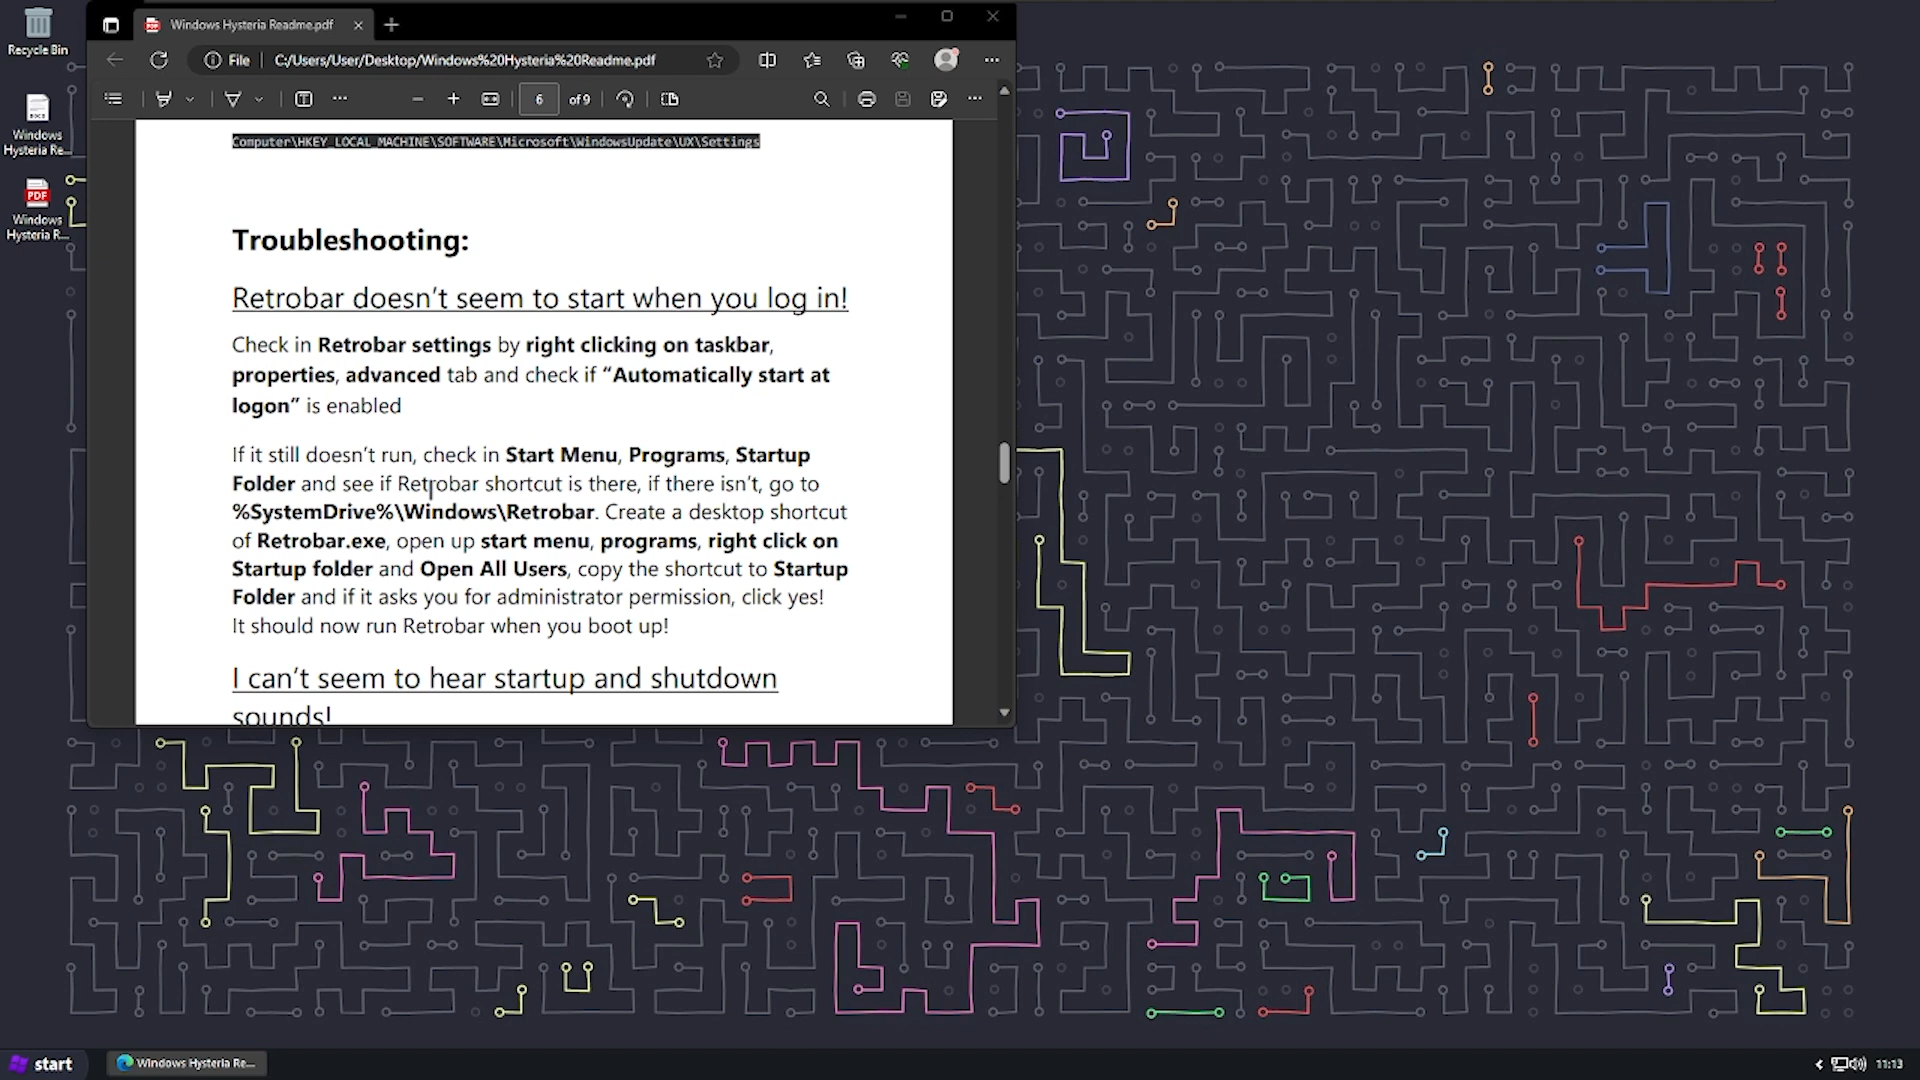 Recycle Bin
Windows
Hysteria Re...
PDF
Windows
Hysteria R...
Windows Hysteria Readme.pdf
File
C:/Users/User/Desktop/Windows%20Hysteria%20Readme.pdf
6 of 9
Computer\HKEY_LOCAL_MACHINE\SOFTWARE\Microsoft\WindowsUpdate\UX\Settings
Troubleshooting:
Retrobar doesn't seem to start when you log in!
Check in Retrobar settings by right clicking on taskbar,
properties, advanced tab and check if “Automatically start at
logon” is enabled
If it still doesn't run, check in Start Menu, Programs, Startup
Folder and see if Retrobar shortcut is there, if there isn't, go to
%SystemDrive%\Windows\Retrobar. Create a desktop shortcut
of Retrobar.exe, open up start menu, programs, right click on
Startup folder and Open All Users, copy the shortcut to Startup
Folder and if it asks you for administrator permission, click yes!
It should now run Retrobar when you boot up!
I can't seem to hear startup and shutdown
sounds!
start
Windows Hysteria Re...
11:13